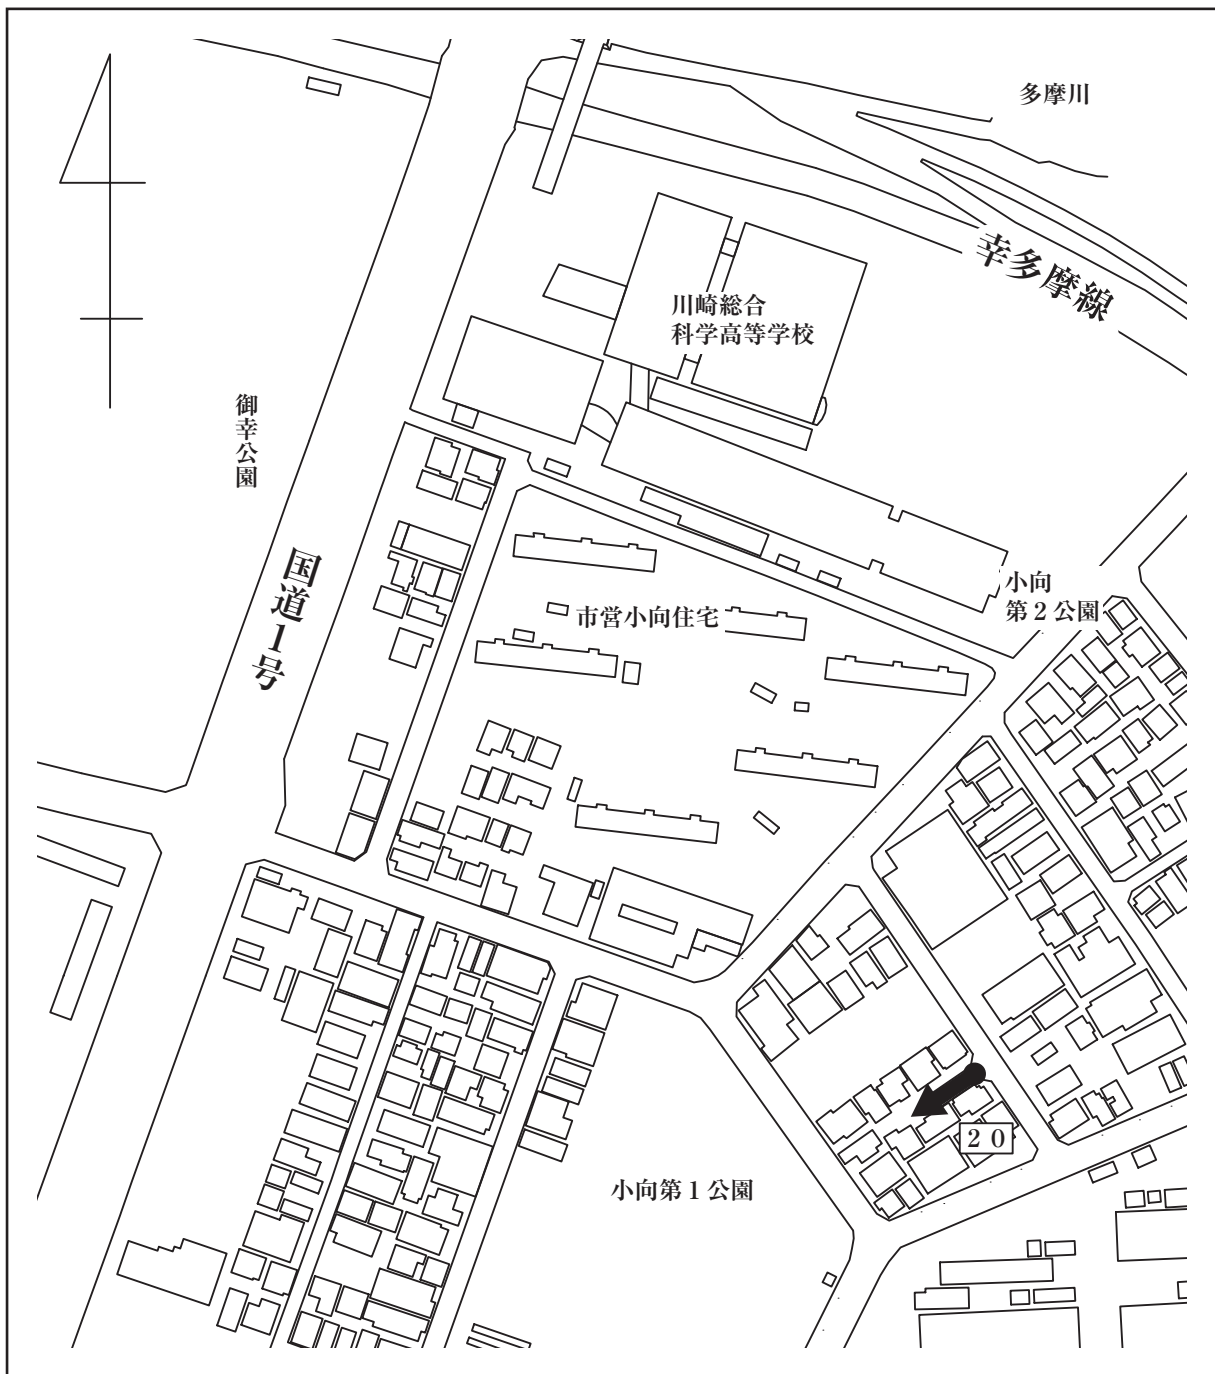 多摩川
幸多摩線
川崎総合
科学高等学校
御幸公園
国道1号
小向
第2公園
市営小向住宅
20
小向第1公園